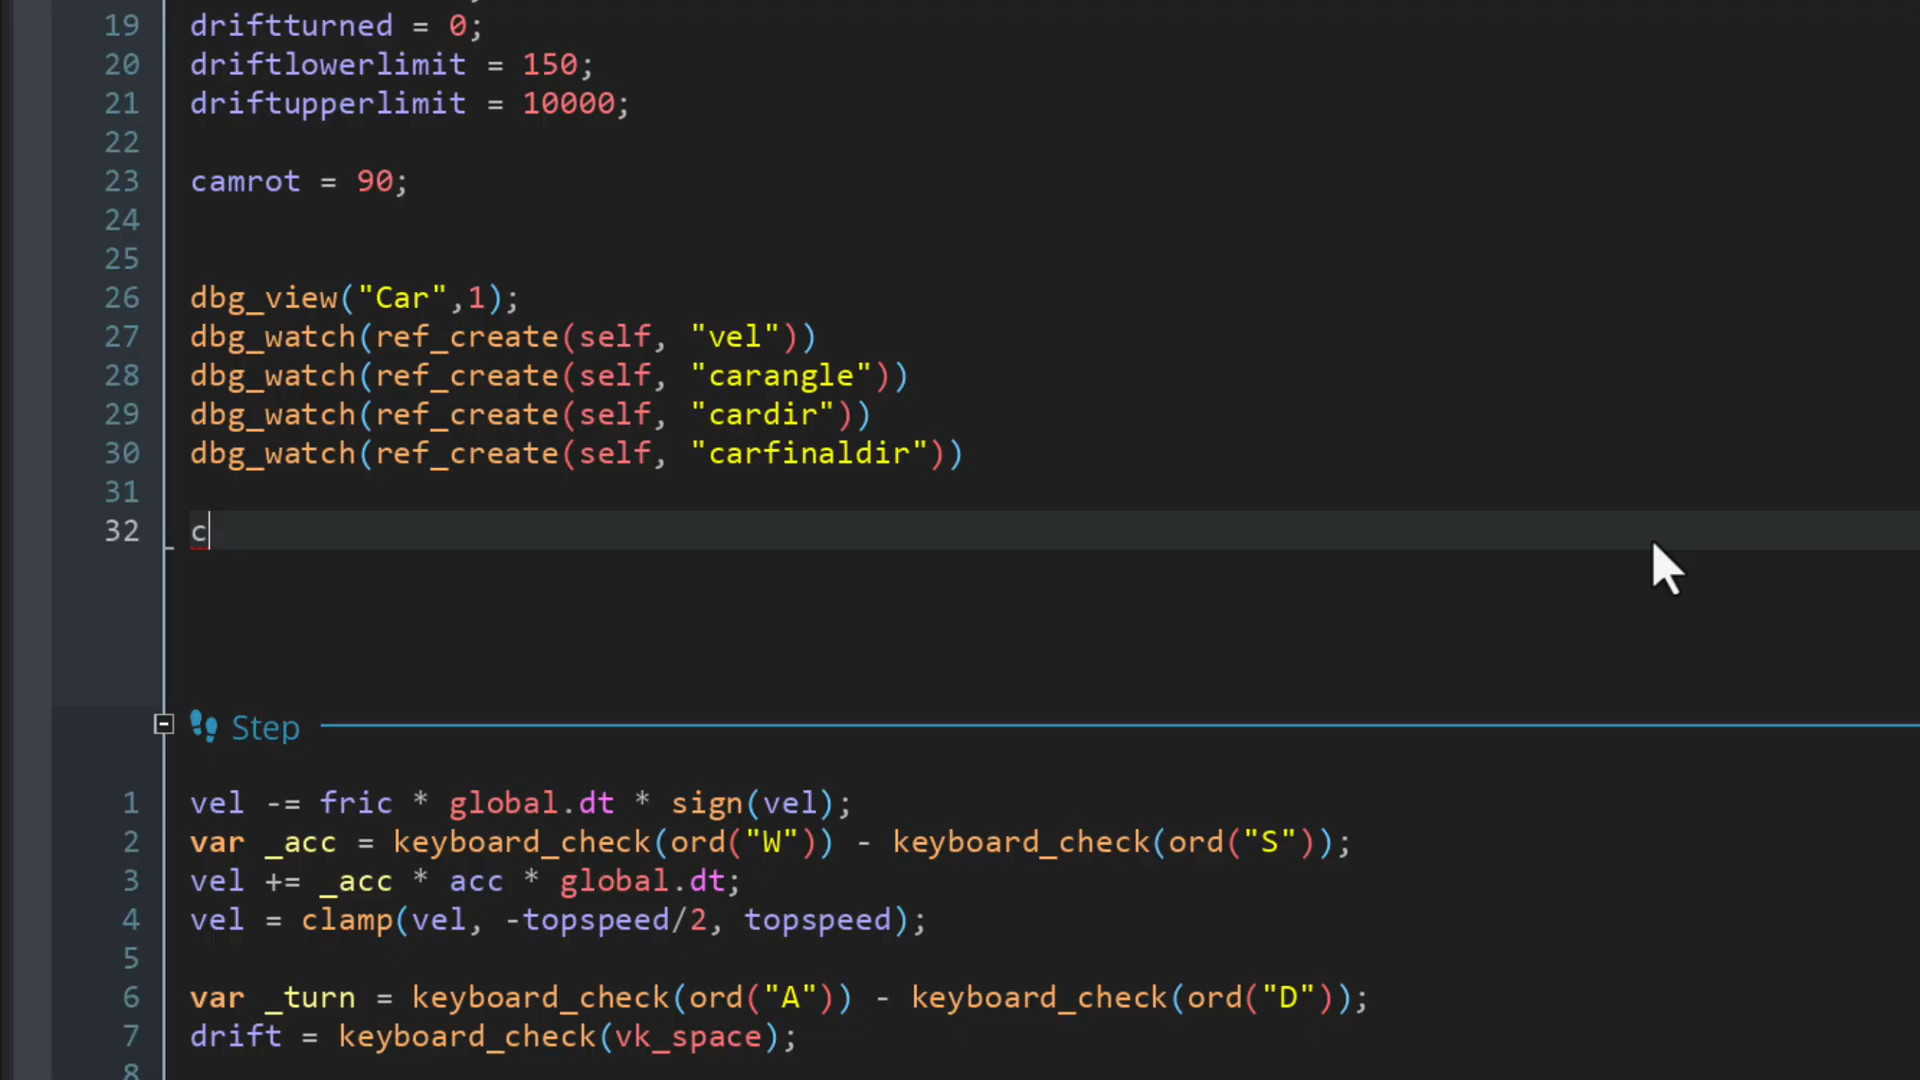 19 driftturned = 0;
20 driftlowerlimit = 150;
21 driftupperlimit = 10000;
22
23 camrot = 90;
24
25
26 dbg_view("Car",1);
27 dbg_watch(ref_create(self, "vel"))
28 dbg_watch(ref_create(self, "carangle"))
29 dbg_watch(ref_create(self, "cardir"))
30 dbg_watch(ref_create(self, "carfinaldir"))
31
32 c
Step
1 vel -= fric * global.dt * sign(vel);
2 var _acc = keyboard_check(ord("W")) - keyboard_check(ord("S"));
3 vel += _acc * acc * global.dt;
4 vel = clamp(vel, -topspeed/2, topspeed);
5
6 var _turn = keyboard_check(ord("A")) - keyboard_check(ord("D"));
7 drift = keyboard_check(vk_space);
8